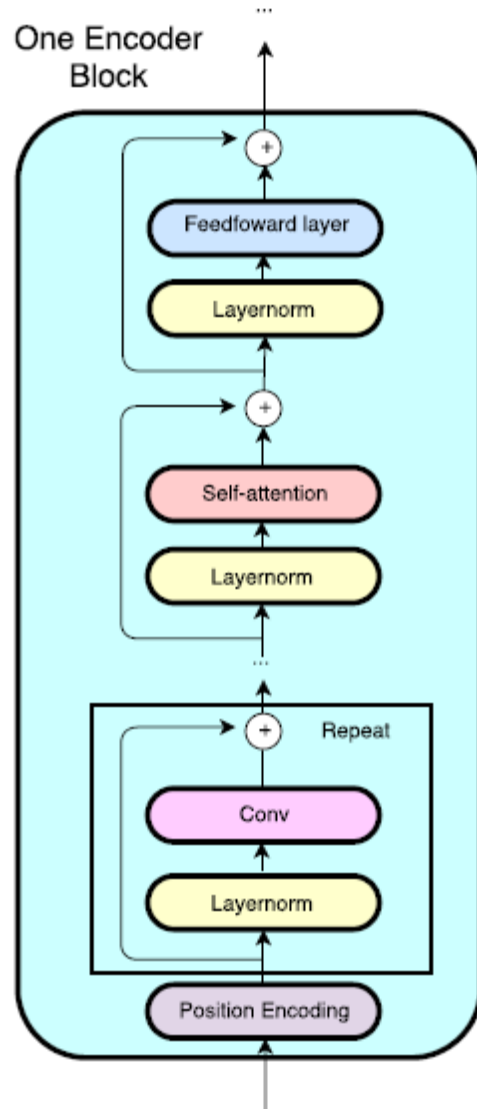 ...
One Encoder
Block
+
Feedfoward layer
Layernorm
+
Self-attention
Layernorm
...
+
Repeat
Conv
Layernorm
Position Encoding